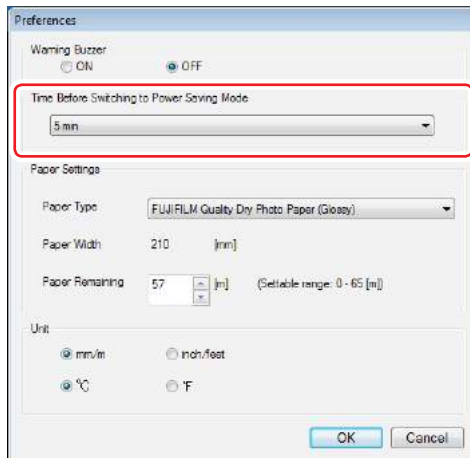 Preferences
Warning Buzzer
ON OFF
Time Before Switching to Power Saving Mode
5 min
Paper Settings
Paper Type FUJIFILM Quality Dry Photo Paper (Glossy)
Paper Width 210 [mm]
Paper Remaining 57 [m] (Settable range: 0 - 65 [m])
Unit
mm/m inch/feet
℃ ℉
OK Cancel